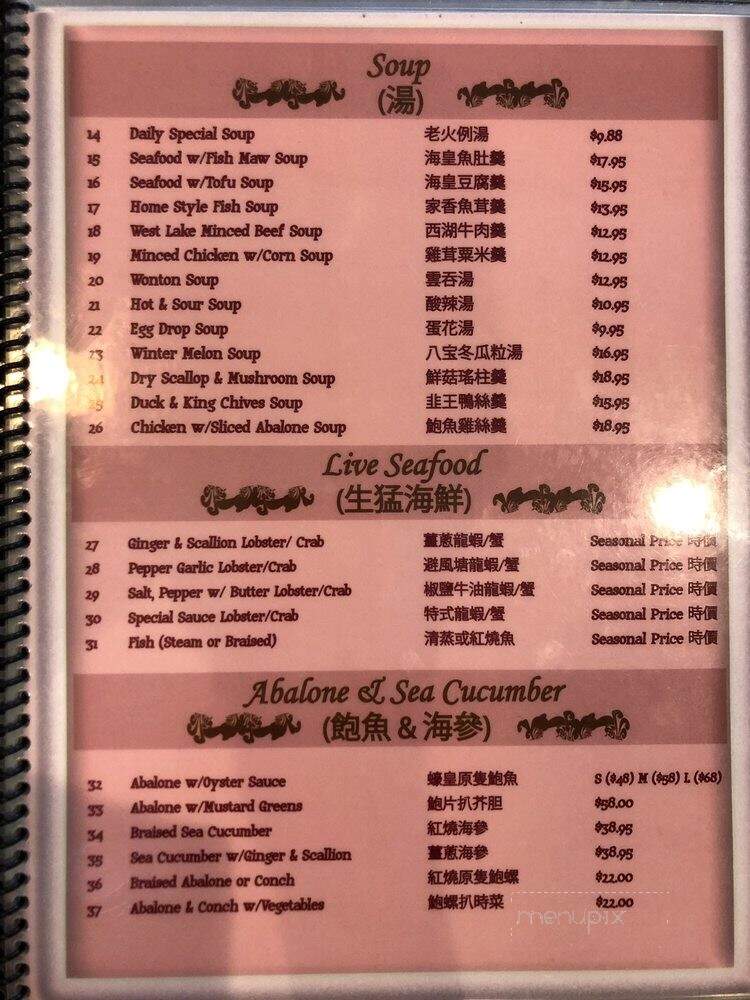 Soup
(湯)
14 Daily Special Soup 老火例湯 $9.88
15 Seafood w/Fish Maw Soup 海皇魚肚羹 $17.95
16 Seafood w/Tofu Soup 海皇豆腐羹 $15.95
17 Home Style Fish Soup 家香魚茸羹 $13.95
18 West Lake Minced Beef Soup 西湖牛肉羹 $12.95
19 Minced Chicken w/Corn Soup 雞茸粟米羹 $12.95
20 Wonton Soup 雲吞湯 $12.95
21 Hot & Sour Soup 酸辣湯 $10.95
22 Egg Drop Soup 蛋花湯 $9.95
23 Winter Melon Soup 八宝冬瓜粒湯 $16.95
24 Dry Scallop & Mushroom Soup 鮮菇瑤柱羹 $18.95
25 Duck & King Chives Soup 韭王鴨絲羹 $15.95
26 Chicken w/Sliced Abalone Soup 鮑魚雞絲羹 $18.95
Live Seafood
(生猛海鮮)
27 Ginger & Scallion Lobster/ Crab 薑蔥龍蝦/蟹 Seasonal Price 時價
28 Pepper Garlic Lobster/Crab 避風塘龍蝦/蟹 Seasonal Price 時價
29 Salt, Pepper w/ Butter Lobster/Crab 椒鹽牛油龍蝦/蟹 Seasonal Price 時價
30 Special Sauce Lobster/Crab 特式龍蝦/蟹 Seasonal Price 時價
31 Fish (Steam or Braised) 清蒸或紅燒魚 Seasonal Price 時價
Abalone & Sea Cucumber
(鮑魚 & 海參)
32 Abalone w/Oyster Sauce 蠔皇原隻鮑魚 S ($48) M ($58) L ($68)
33 Abalone w/Mustard Greens 鮑片扒芥胆 $58.00
34 Braised Sea Cucumber 紅燒海參 $38.95
35 Sea Cucumber w/Ginger & Scallion 薑蔥海參 $38.95
36 Braised Abalone or Conch 紅燒原隻鮑螺 $22.00
37 Abalone & Conch w/Vegetables 鮑螺扒時菜 $22.00
menupix